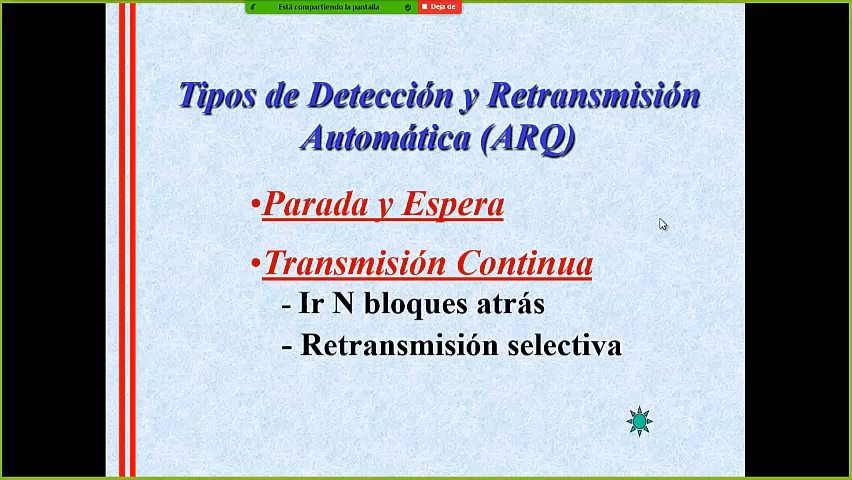 Está compartiendo la pantalla
Deja de
Tipos de Detección y Retransmisión
Automática (ARQ)
•Parada y Espera
•Transmisión Continua
- Ir N bloques atrás
- Retransmisión selectiva